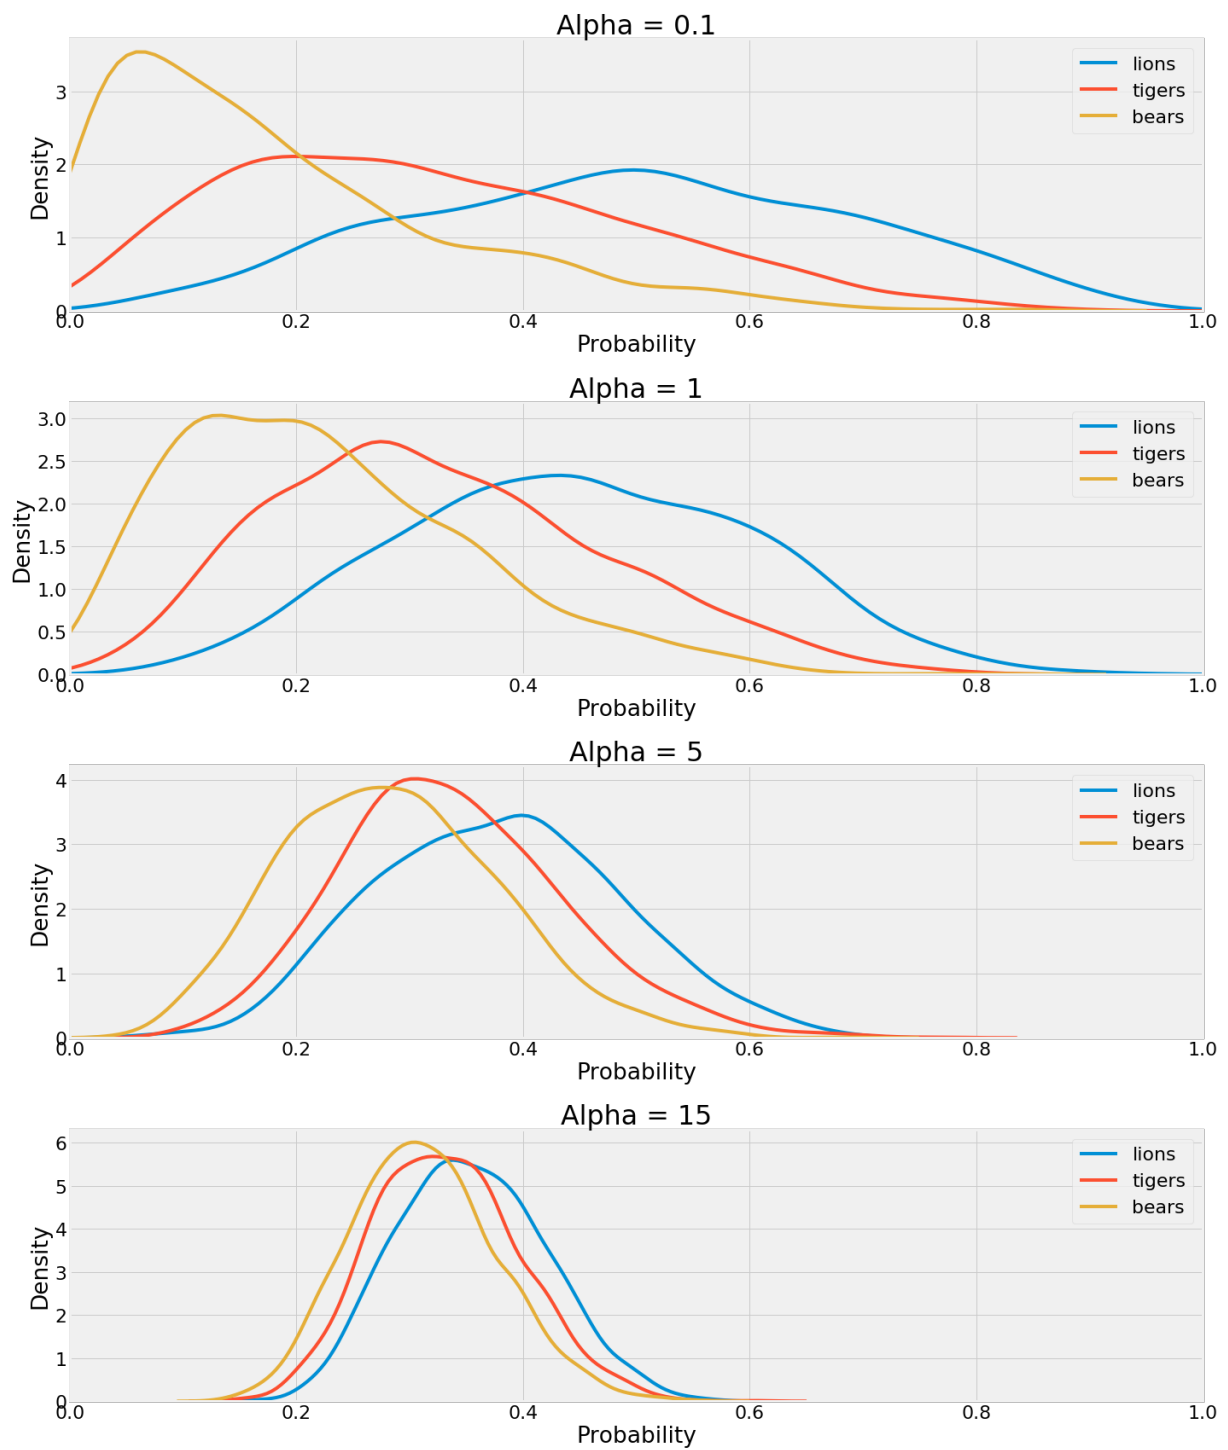 Alpha = 0.1
lions
tigers
bears
3
2
1
0
Density
0.0 0.2 0.4 0.6 0.8 1.0
Probability
Alpha = 1
lions
tigers
bears
3.0
2.5
2.0
1.5
1.0
0.5
0.0
Density
0.0 0.2 0.4 0.6 0.8 1.0
Probability
Alpha = 5
lions
tigers
bears
4
3
2
1
0
Density
0.0 0.2 0.4 0.6 0.8 1.0
Probability
Alpha = 15
lions
tigers
bears
6
5
4
3
2
1
0
Density
0.0 0.2 0.4 0.6 0.8 1.0
Probability